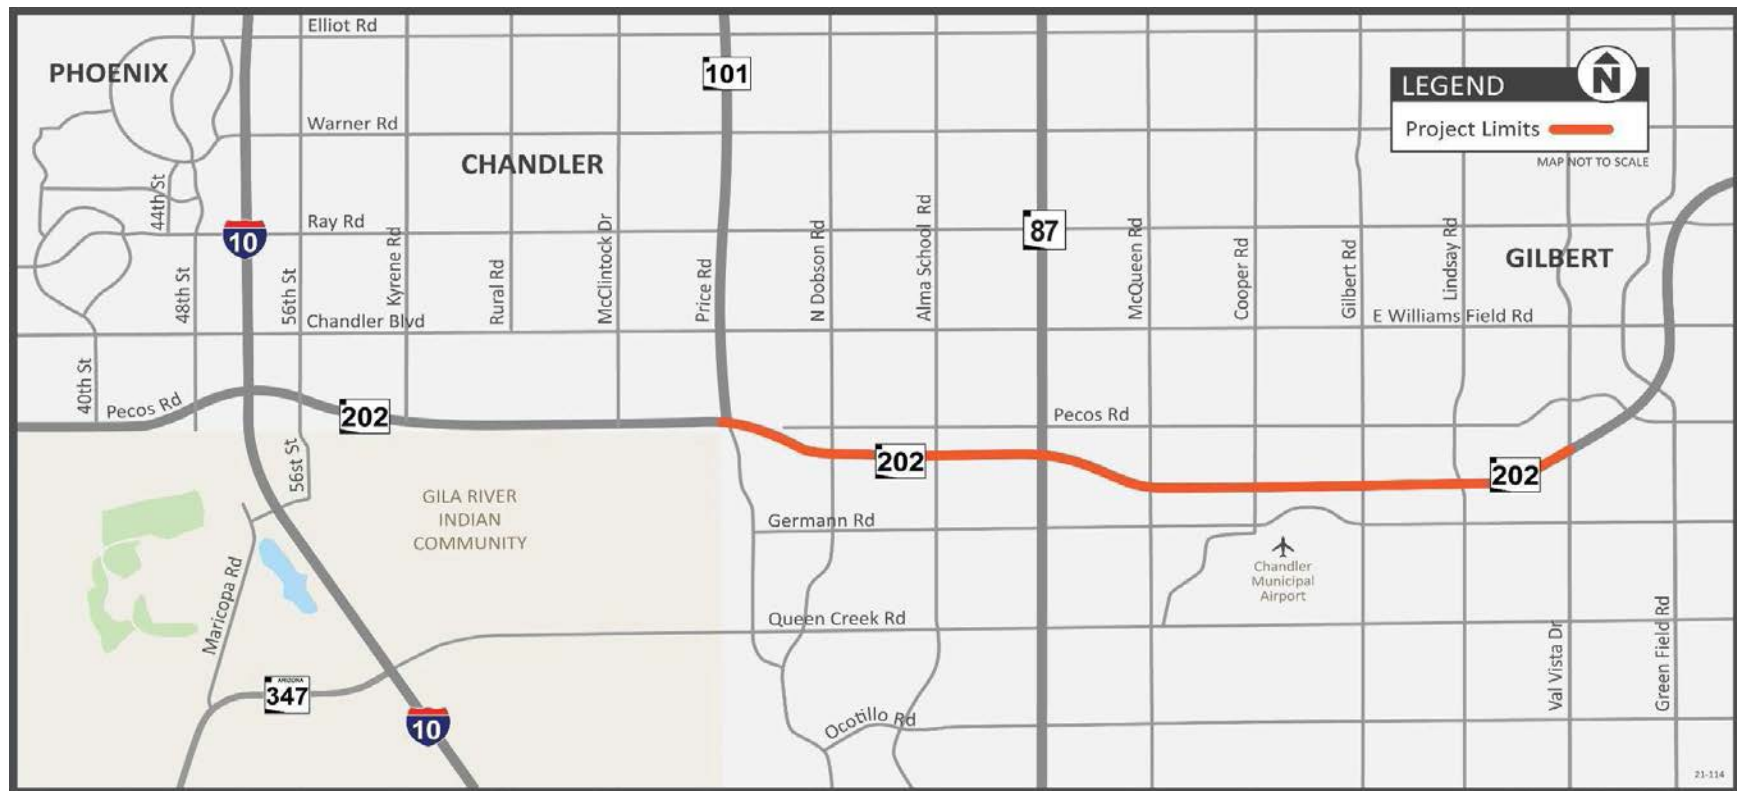 Elliot Rd
PHOENIX
101
LEGEND
N
Project Limits
MAP NOT TO SCALE
Warner Rd
CHANDLER
44th St
Ray Rd
10
48th St
56th St
Kyrene Rd
Rural Rd
McClintock Dr
Price Rd
N Dobson Rd
Alma School Rd
87
McQueen Rd
Cooper Rd
Gilbert Rd
Lindsay Rd
GILBERT
Chandler Blvd
E Williams Field Rd
40th St
Pecos Rd
202
Pecos Rd
202
202
56st St
GILA RIVER
INDIAN
COMMUNITY
Germann Rd
Chandler
Municipal
Airport
Maricopa Rd
Queen Creek Rd
Val Vista Dr
Green Field Rd
ARIZONA
347
10
Ocotillo Rd
21-114